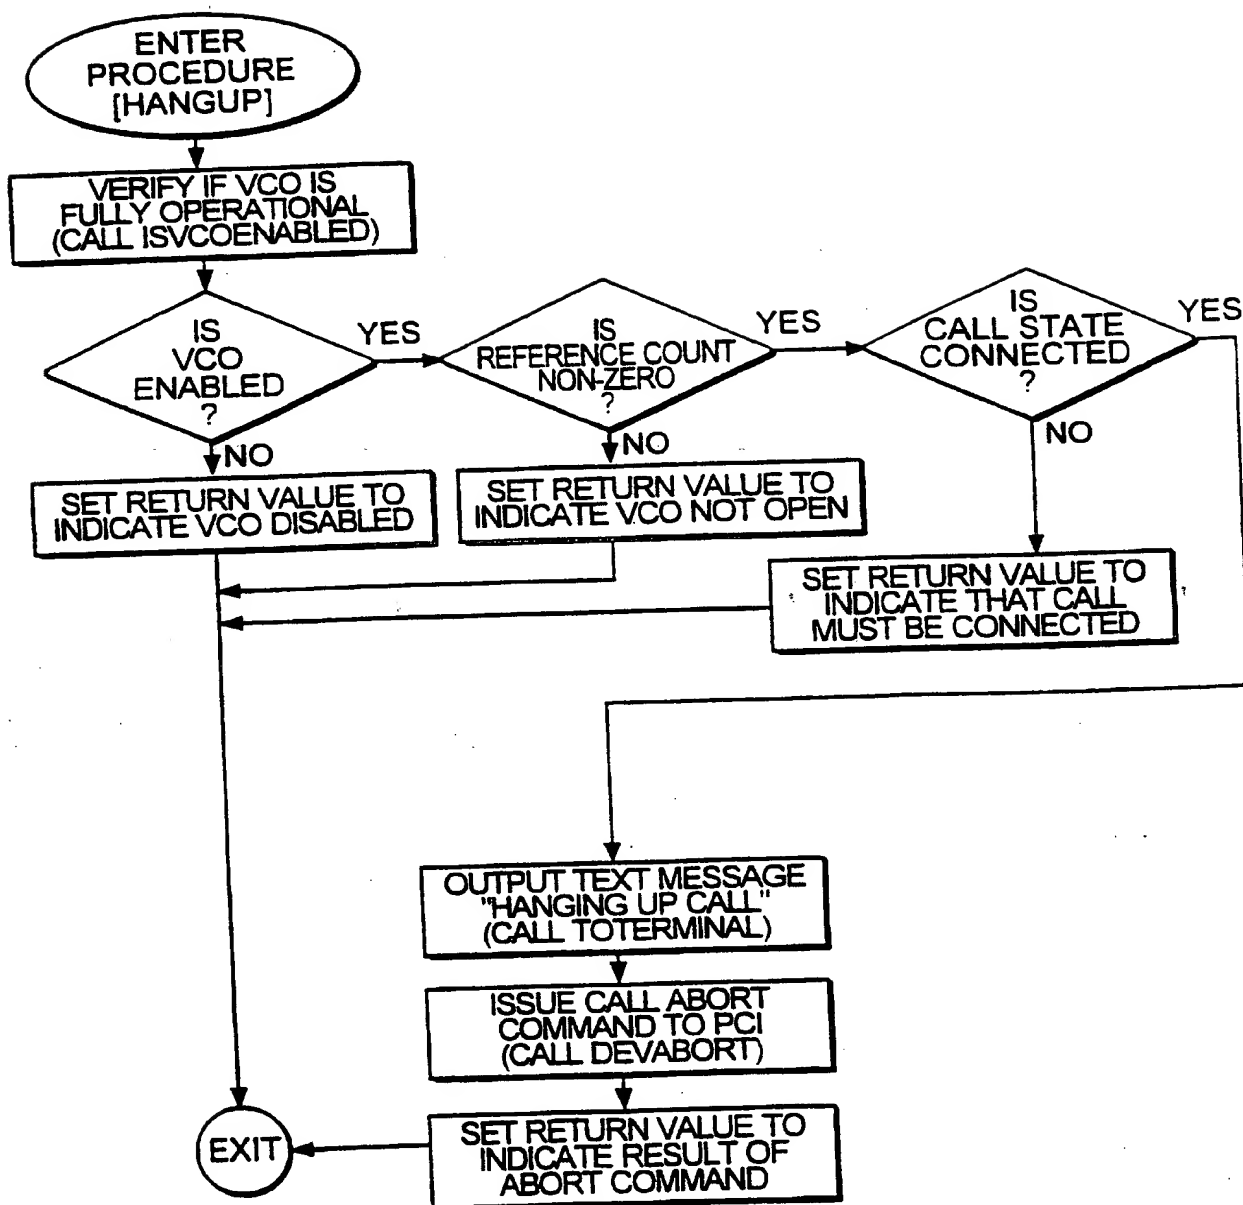 ENTER
PROCEDURE
[HANGUP]
VERIFY IF VCO IS
FULLY OPERATIONAL
(CALL ISVCOENABLED)
IS
VCO
ENABLED
?
YES
NO
IS
REFERENCE COUNT
NON-ZERO
?
YES
NO
IS
CALL STATE
CONNECTED
?
YES
NO
SET RETURN VALUE TO
INDICATE VCO DISABLED
SET RETURN VALUE TO
INDICATE VCO NOT OPEN
SET RETURN VALUE TO
INDICATE THAT CALL
MUST BE CONNECTED
OUTPUT TEXT MESSAGE
"HANGING UP CALL"
(CALL TOTERMINAL)
ISSUE CALL ABORT
COMMAND TO PCI
(CALL DEVABORT)
SET RETURN VALUE TO
INDICATE RESULT OF
ABORT COMMAND
EXIT